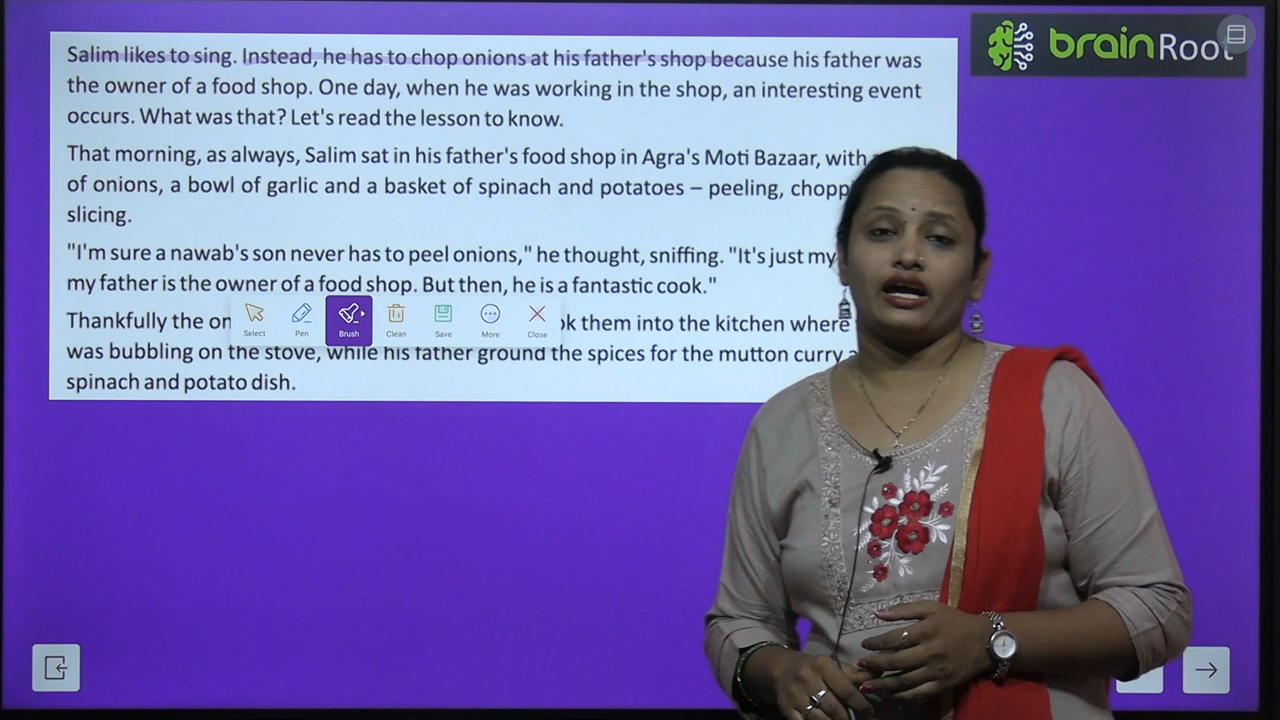 Salim likes to sing. Instead, he has to chop onions at his father's shop because his father was
the owner of a food shop. One day, when he was working in the shop, an interesting event
occurs. What was that? Let's read the lesson to know.
That morning, as always, Salim sat in his father's food shop in Agra's Moti Bazaar, with
of onions, a bowl of garlic and a basket of spinach and potatoes – peeling,
slicing.
"I'm sure a nawab's son never has to peel onions," he thought, sniffing. "It's just my
my father is the owner of a food shop. But then, he is a fantastic cook."
Thankfully the them into the kitchen where
was bubbling on the stove, while his father ground the spices for the mutton curry
spinach and potato dish.
Select Pen Brush Clean Save More Close
brainRoot